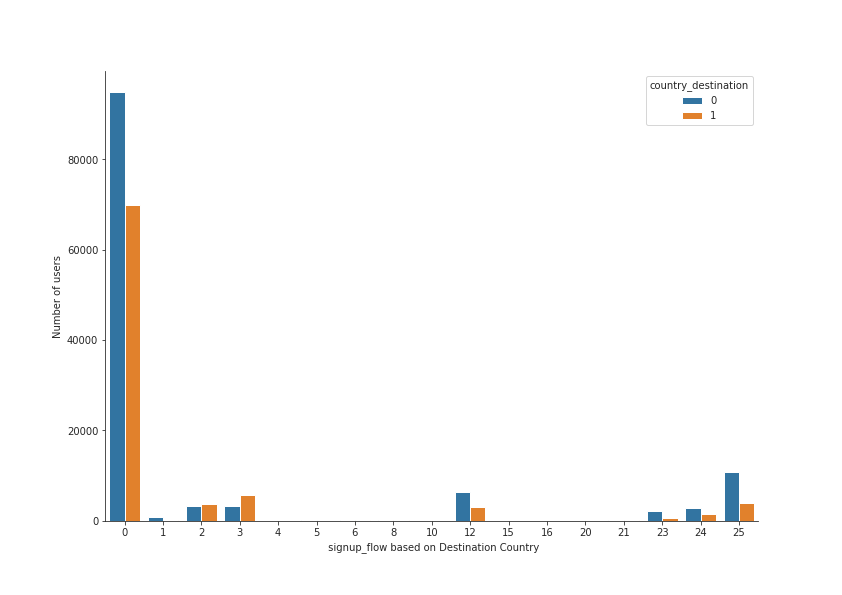 country_destination
0
1
80000
60000
40000
20000
0
Number of users
0 1 2 3 4 5 6 8 10 12 15 16 20 21 23 24 25
signup_flow based on Destination Country